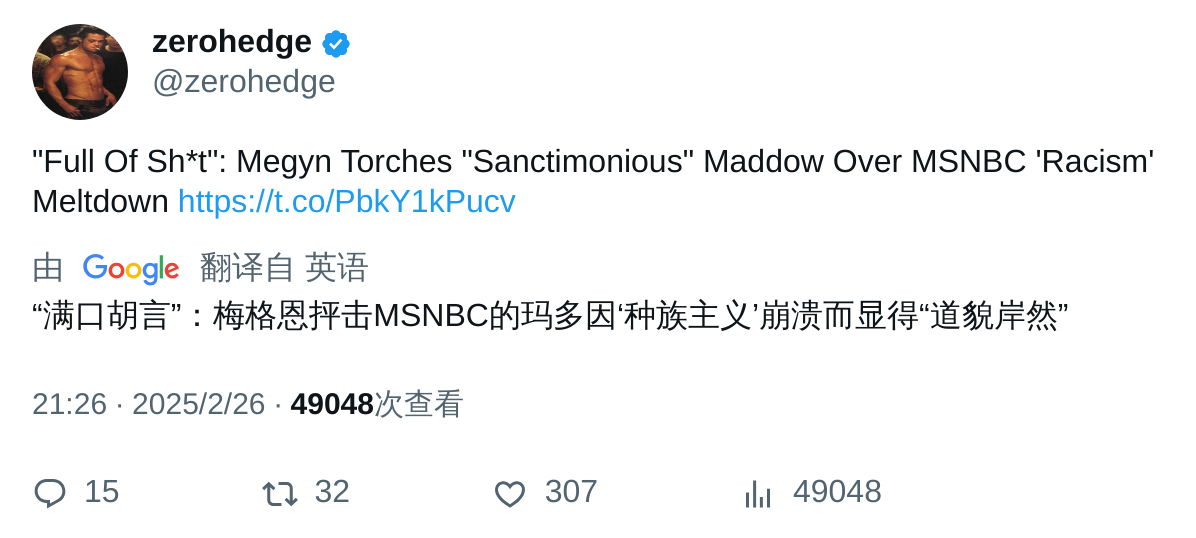 zerohedge
@zerohedge
"Full Of Sh*t": Megyn Torches "Sanctimonious" Maddow Over MSNBC 'Racism'
Meltdown https://t.co/PbkY1kPucv
由 Google 翻译自 英语
“满口胡言”：梅格恩抨击MSNBC的玛多因‘种族主义’崩溃而显得“道貌岸然”
21:26 · 2025/2/26 · 49048次查看
15 32 307 49048